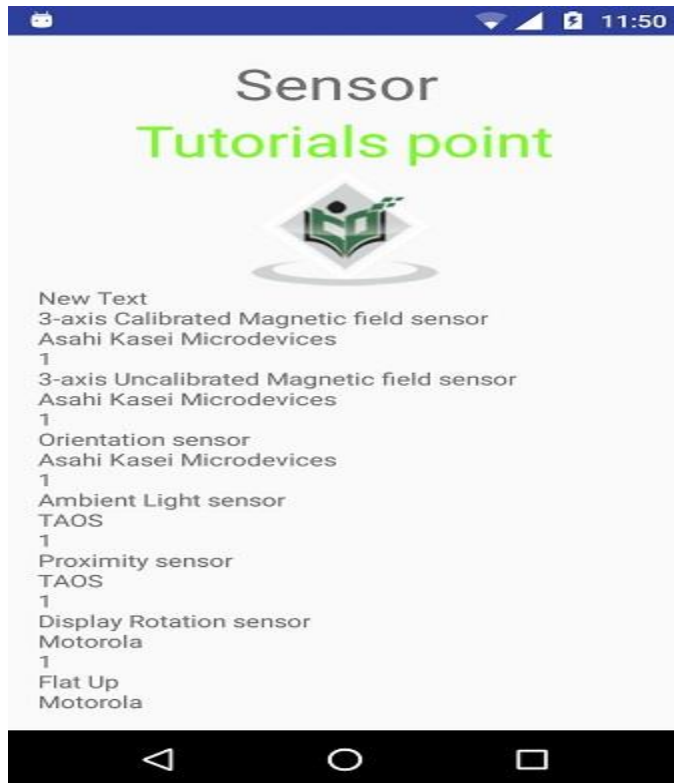 11:50
Sensor
Tutorials point
New Text
3-axis Calibrated Magnetic field sensor
Asahi Kasei Microdevices
1
3-axis Uncalibrated Magnetic field sensor
Asahi Kasei Microdevices
1
Orientation sensor
Asahi Kasei Microdevices
1
Ambient Light sensor
TAOS
1
Proximity sensor
TAOS
1
Display Rotation sensor
Motorola
1
Flat Up
Motorola